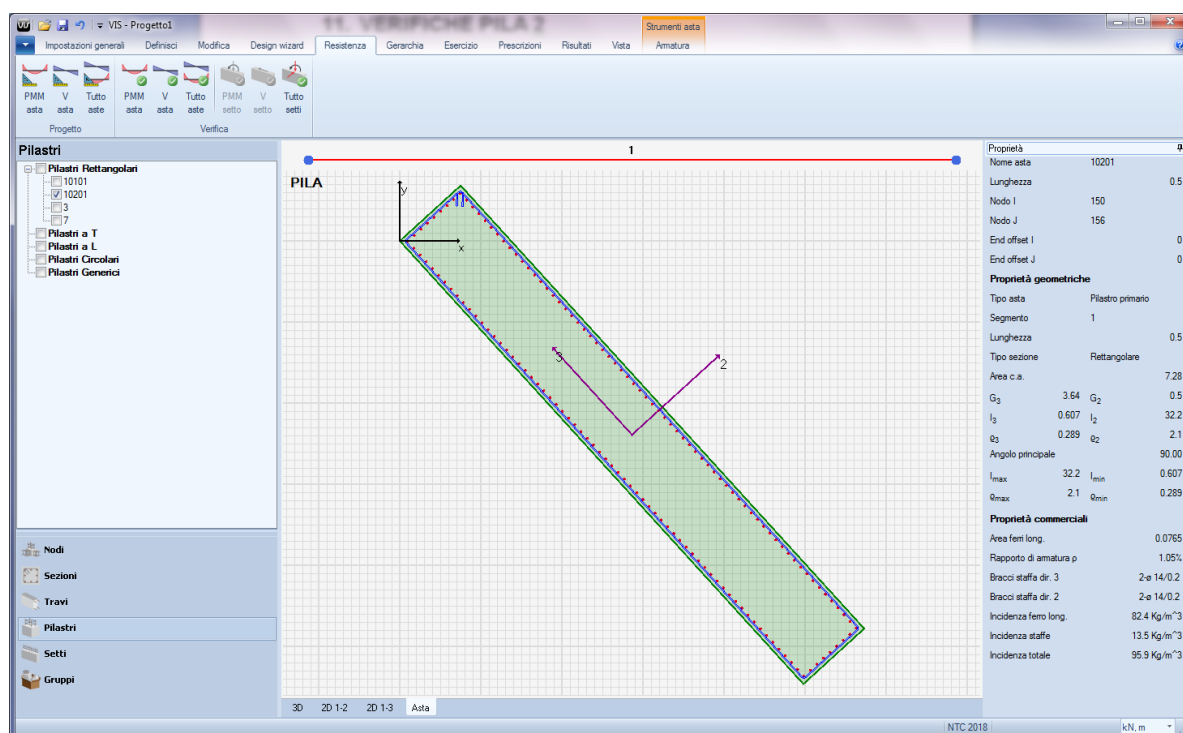 11. VERIFICHE PILA 2
VIS - Progetto1
Strumenti asta
Impostazioni generali Definisci Modifica Design wizard Resistenza Gerarchia Esercizio Prescrizioni Risultati Vista Armatura
PMM asta V asta Tutto aste PMM asta V asta Tutto aste PMM setto V setto Tutto setti
Progetto Verifica
Pilastri
Pilastri Rettangolari
10101
10201
3
7
Pilastri a T
Pilastri a L
Pilastri Circolari
Pilastri Generici
Nodi
Sezioni
Travi
Pilastri
Setti
Gruppi
1
PILA
y
x
3
2
3D 2D 1-2 2D 1-3 Asta
Proprietà
Nome asta 10201
Lunghezza 0.5
Nodo I 150
Nodo J 156
End offset I 0
End offset J 0
Proprietà geometriche
Tipo asta Pilastro primario
Segmento 1
Lunghezza 0.5
Tipo sezione Rettangolare
Area c.a. 7.28
G3 3.64 G2 0.5
I3 0.607 I2 32.2
ϱ3 0.289 ϱ2 2.1
Angolo principale 90.00
Imax 32.2 Imin 0.607
ϱmax 2.1 ϱmin 0.289
Proprietà commerciali
Area ferri long. 0.0765
Rapporto di armatura ρ 1.05%
Bracci staffa dir. 3 2-ø 14/0.2
Bracci staffa dir. 2 2-ø 14/0.2
Incidenza ferro long. 82.4 Kg/m^3
Incidenza staffe 13.5 Kg/m^3
Incidenza totale 95.9 Kg/m^3
NTC 2018 kN, m